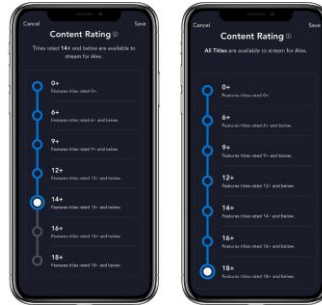 Cancel
Save
Content Rating
Titles rated 14+ and below are available to
stream for Alex.
0+
Features titles rated 0+.
6+
Features titles rated 6+ and below.
9+
Features titles rated 9+ and below.
12+
Features titles rated 12+ and below.
14+
Features titles rated 14+ and below.
16+
Features titles rated 16+ and below.
18+
Features titles rated 18+ and below.
Cancel
Save
Content Rating
All Titles are available to stream for Alex.
0+
Features titles rated 0+.
6+
Features titles rated 6+ and below.
9+
Features titles rated 9+ and below.
12+
Features titles rated 12+ and below.
14+
Features titles rated 14+ and below.
16+
Features titles rated 16+ and below.
18+
Features titles rated 18+ and below.